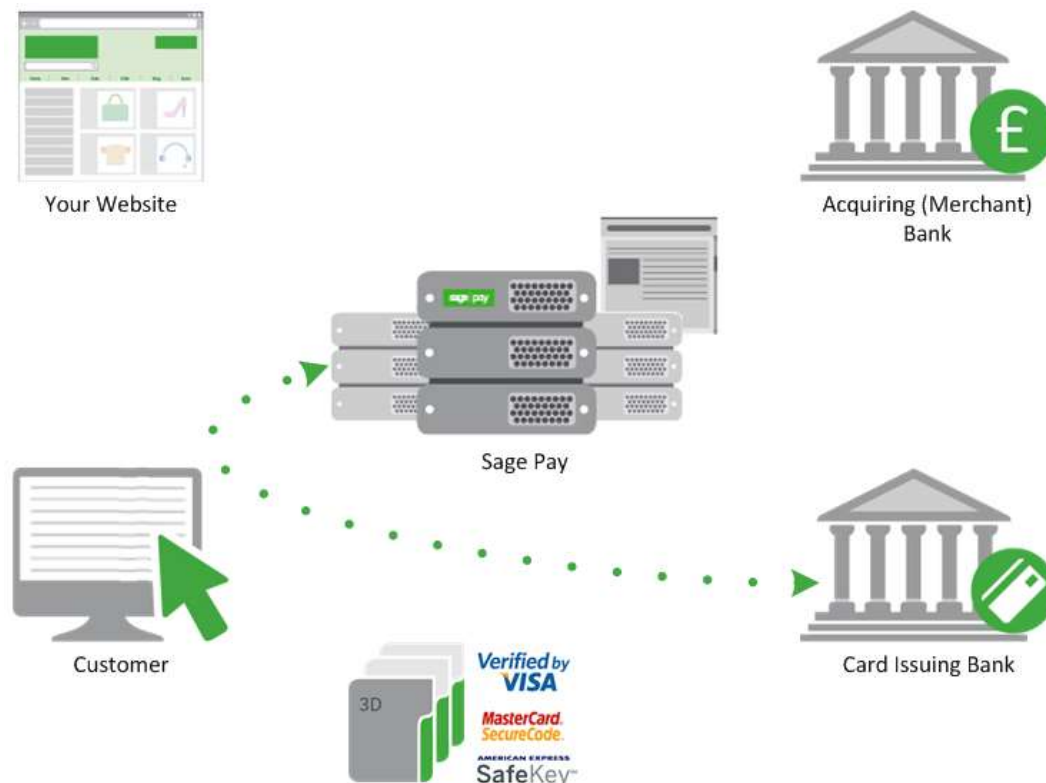 Your Website
Acquiring (Merchant)
Bank
£
sage pay
Sage Pay
Customer
Card Issuing Bank
3D
Verified by
VISA
MasterCard.
SecureCode.
AMERICAN EXPRESS
SafeKey™